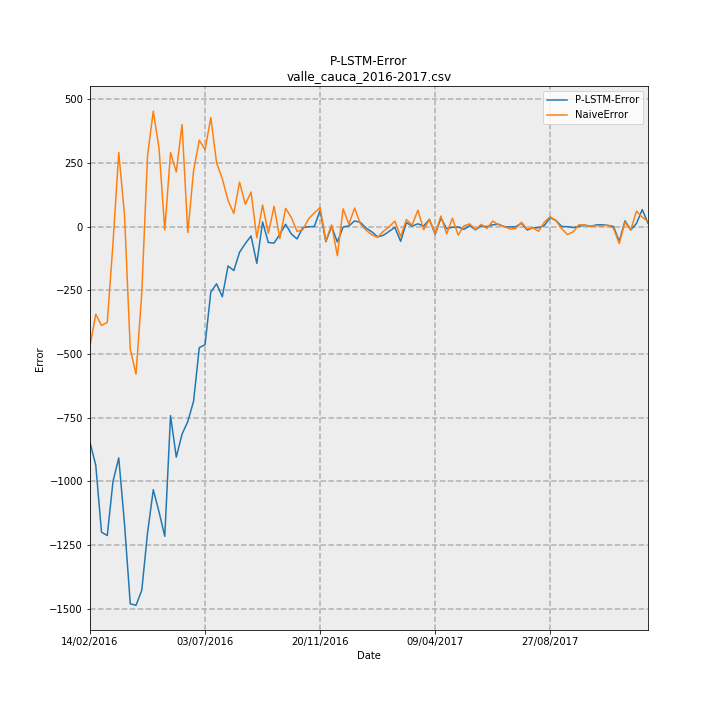 P-LSTM-Error
valle_cauca_2016-2017.csv
P-LSTM-Error
NaiveError
500
250
0
−250
−500
−750
−1000
−1250
−1500
Error
14/02/2016
03/07/2016
20/11/2016
09/04/2017
27/08/2017
Date